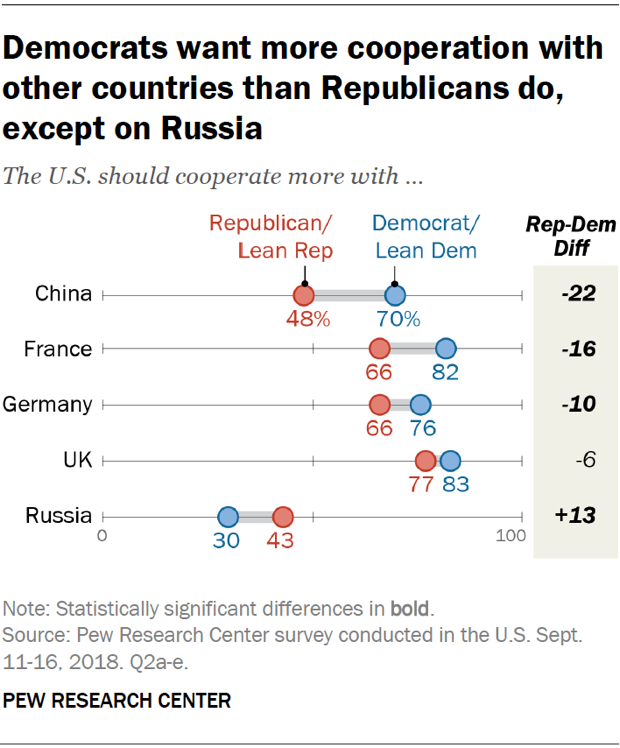 Democrats want more cooperation with
other countries than Republicans do,
except on Russia
The U.S. should cooperate more with ...
Republican/
Lean Rep
Democrat/
Lean Dem
Rep-Dem
Diff
China
48%
70%
-22
France
66
82
-16
Germany
66
76
-10
UK
77
83
-6
Russia
30
43
+13
0
100
Note: Statistically significant differences in bold.
Source: Pew Research Center survey conducted in the U.S. Sept.
11-16, 2018. Q2a-e.
PEW RESEARCH CENTER